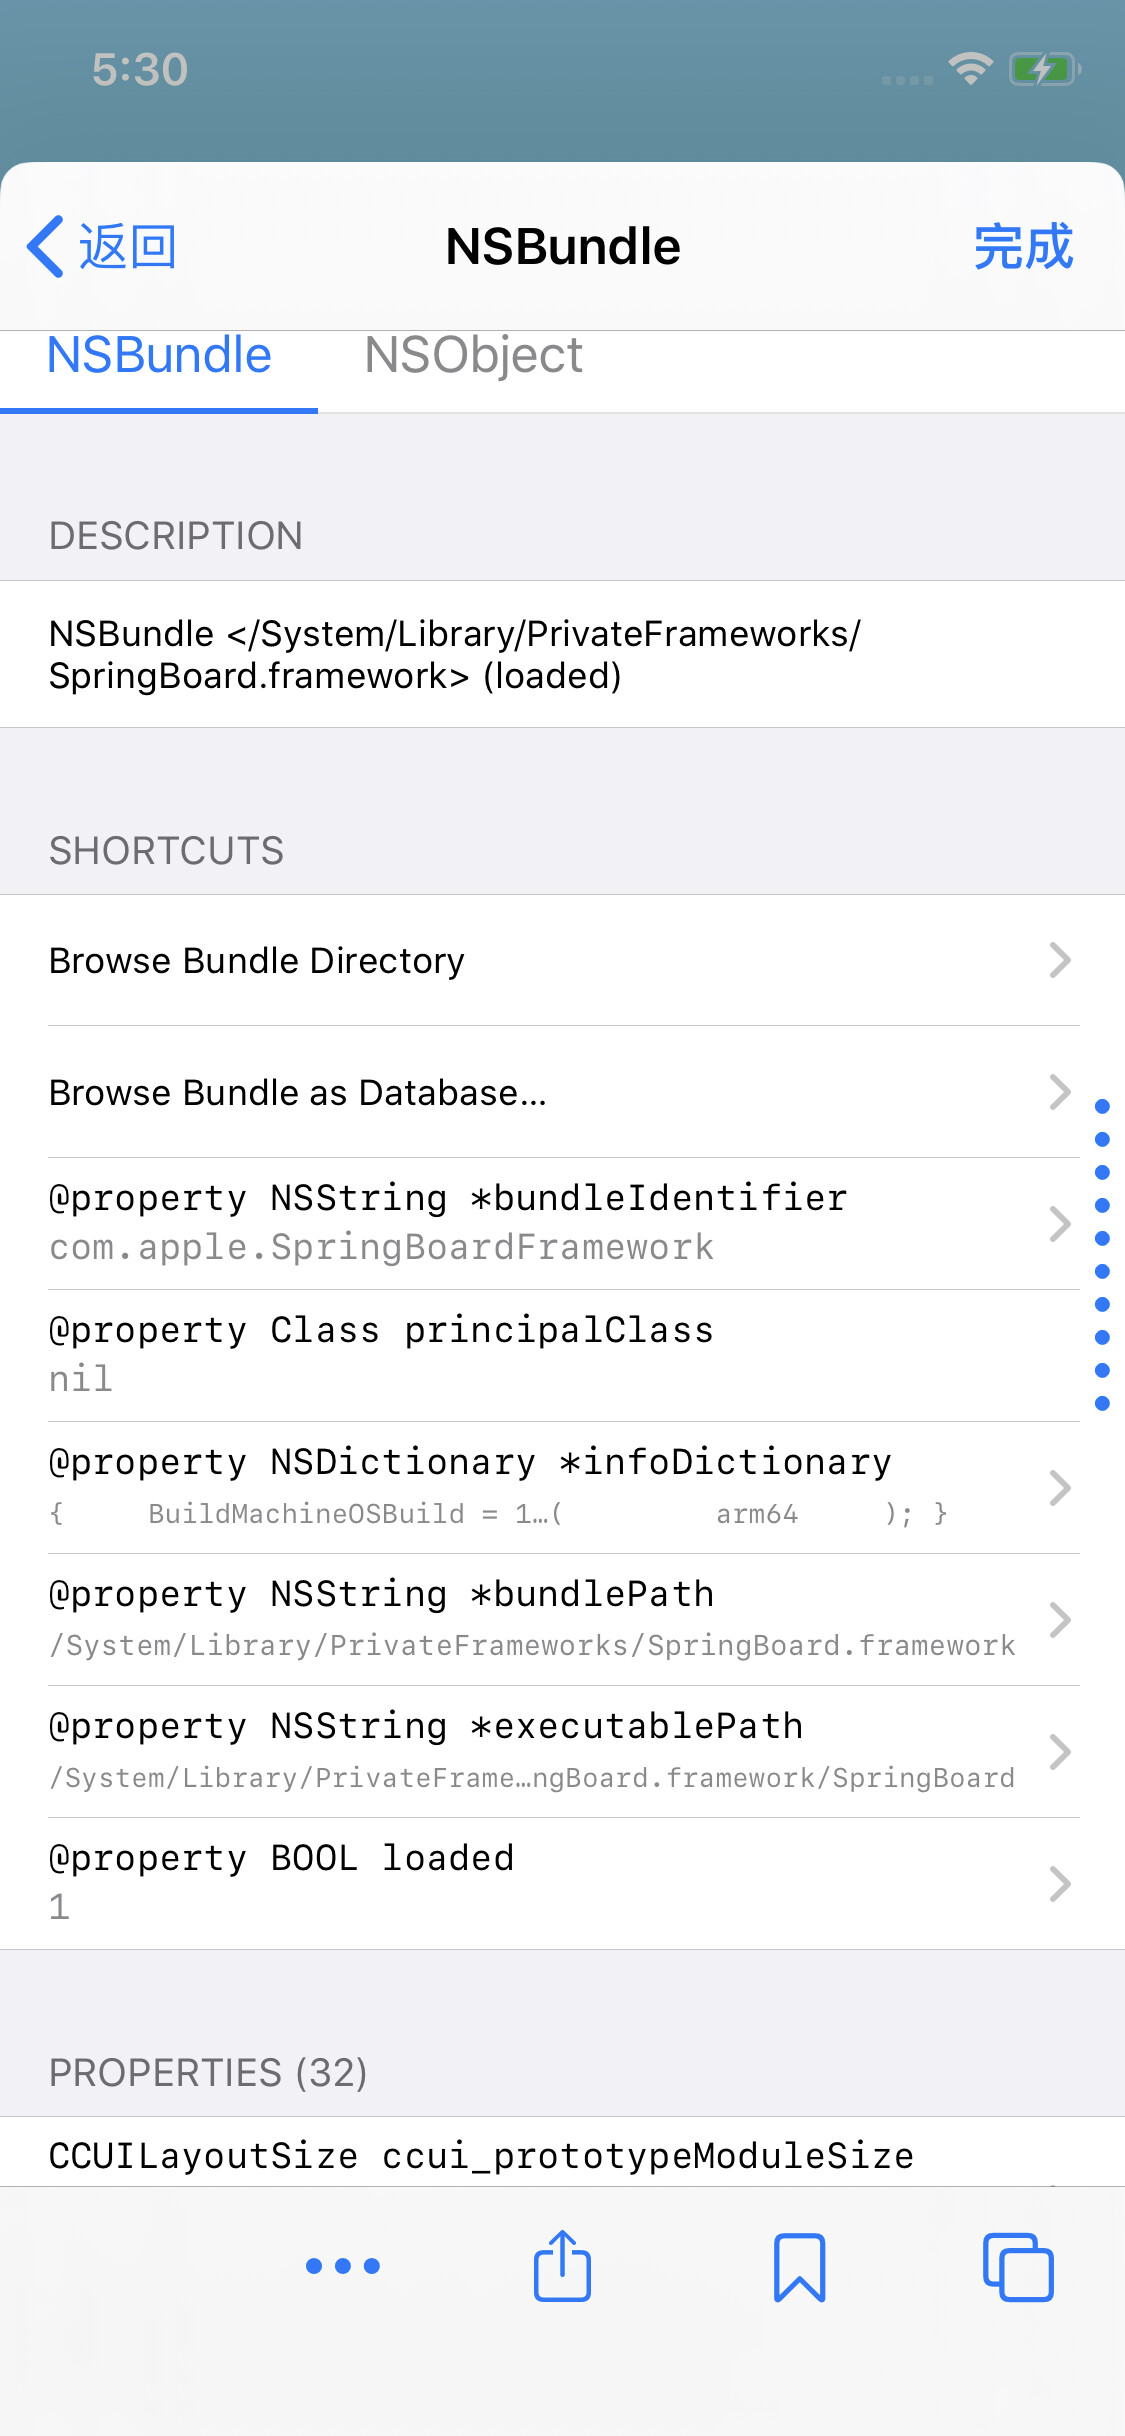 5:30
返回
NSBundle
完成
NSBundle
NSObject
DESCRIPTION
NSBundle </System/Library/PrivateFrameworks/
SpringBoard.framework> (loaded)
SHORTCUTS
Browse Bundle Directory
Browse Bundle as Database...
@property NSString *bundleIdentifier
com.apple.SpringBoardFramework
@property Class principalClass
nil
@property NSDictionary *infoDictionary
{     BuildMachineOSBuild = 1…(         arm64     ); }
@property NSString *bundlePath
/System/Library/PrivateFrameworks/SpringBoard.framework
@property NSString *executablePath
/System/Library/PrivateFrame…ngBoard.framework/SpringBoard
@property BOOL loaded
1
PROPERTIES (32)
CCUILayoutSize ccui_prototypeModuleSize